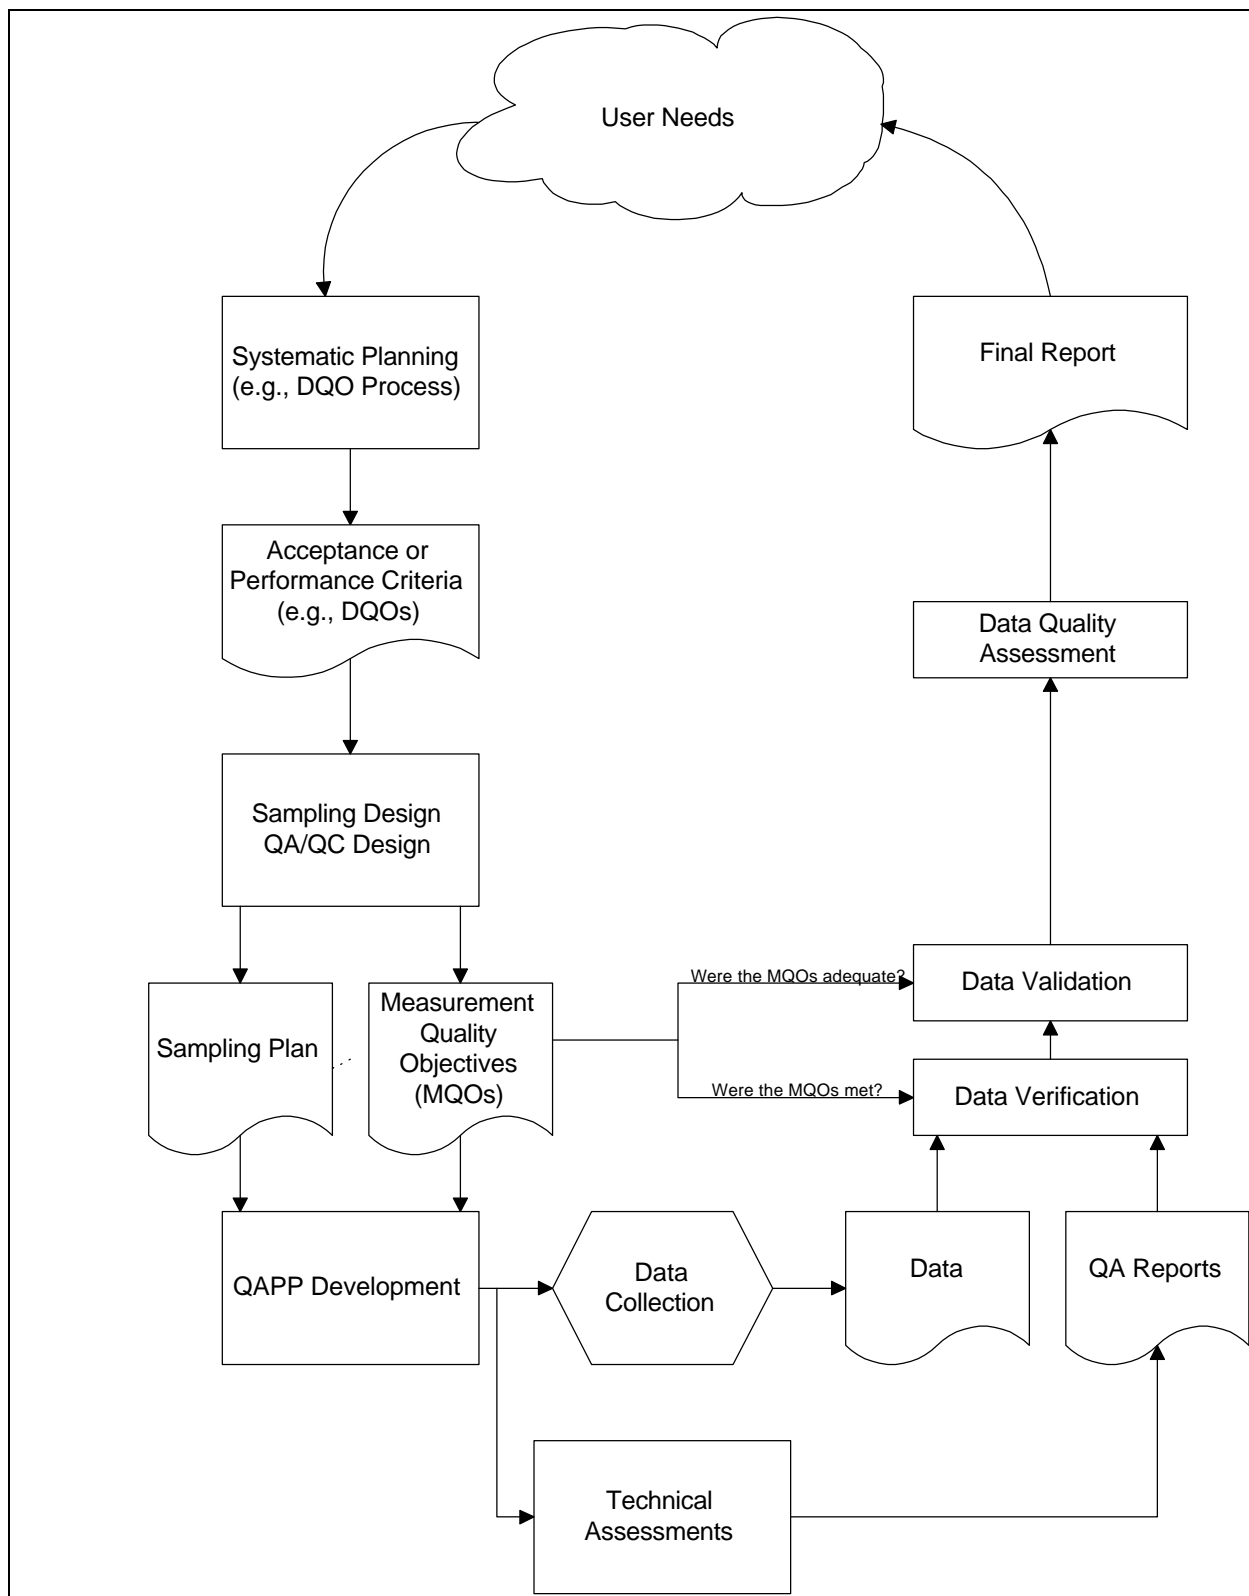 User Needs
Systematic Planning
(e.g., DQO Process)
Final Report
Acceptance or
Performance Criteria
(e.g., DQOs)
Data Quality
Assessment
Sampling Design
QA/QC Design
Sampling Plan
Measurement
Quality
Objectives
(MQOs)
Were the MQOs adequate?
Data Validation
Were the MQOs met?
Data Verification
QAPP Development
Data
Collection
Data
QA Reports
Technical
Assessments